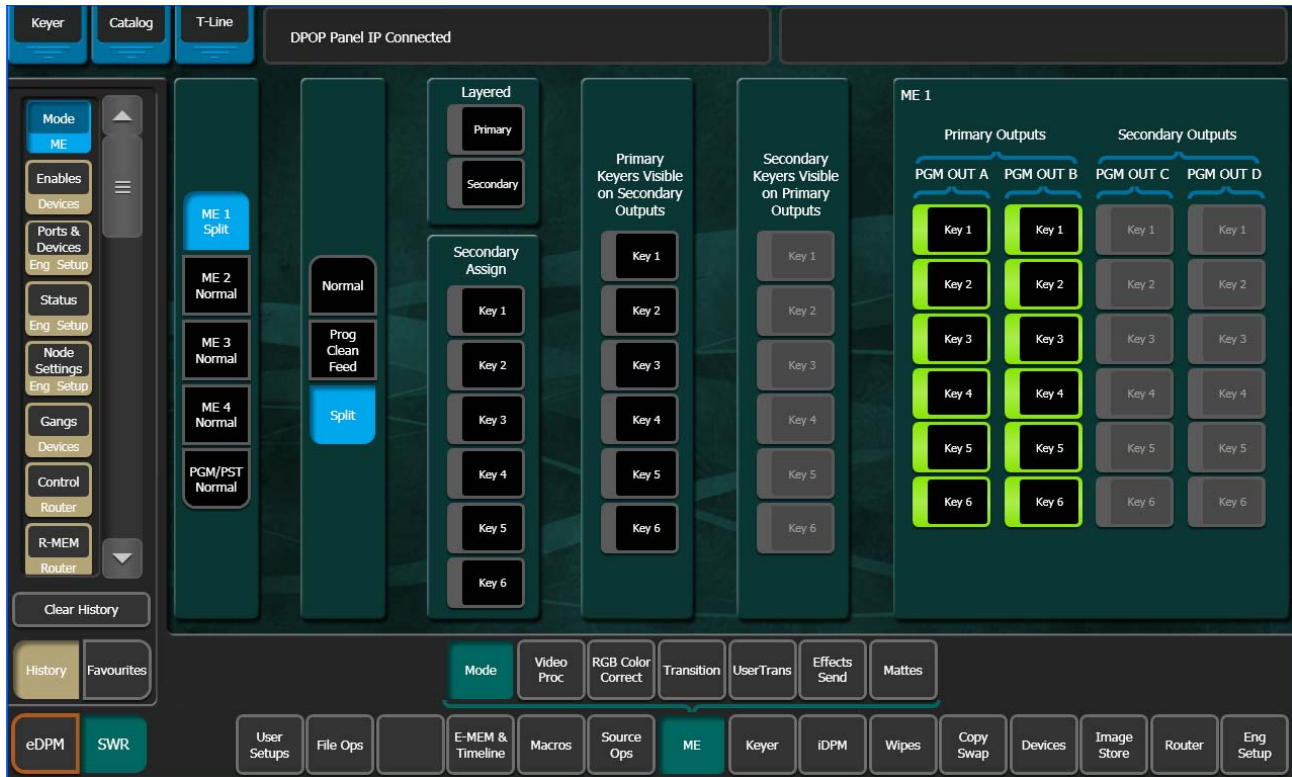 Keyer
Catalog
T-Line
DPOP Panel IP Connected
Mode
ME
Enables
Devices
Ports &
Devices
Eng Setup
Status
Eng Setup
Node
Settings
Eng Setup
Gangs
Devices
Control
Router
R-MEM
Router
Clear History
History
Favourites
ME 1
Split
ME 2
Normal
ME 3
Normal
ME 4
Normal
PGM/PST
Normal
Normal
Prog
Clean
Feed
Split
Layered
Primary
Secondary
Secondary
Assign
Key 1
Key 2
Key 3
Key 4
Key 5
Key 6
Primary
Keyers Visible
on Secondary
Outputs
Key 1
Key 2
Key 3
Key 4
Key 5
Key 6
Secondary
Keyers Visible
on Primary
Outputs
Key 1
Key 2
Key 3
Key 4
Key 5
Key 6
ME 1
Primary Outputs
Secondary Outputs
PGM OUT A
PGM OUT B
PGM OUT C
PGM OUT D
Key 1
Key 1
Key 1
Key 1
Key 2
Key 2
Key 2
Key 2
Key 3
Key 3
Key 3
Key 3
Key 4
Key 4
Key 4
Key 4
Key 5
Key 5
Key 5
Key 5
Key 6
Key 6
Key 6
Key 6
Mode
Video
Proc
RGB Color
Correct
Transition
UserTrans
Effects
Send
Mattes
eDPM
SWR
User
Setups
File Ops
E-MEM &
Timeline
Macros
Source
Ops
ME
Keyer
iDPM
Wipes
Copy
Swap
Devices
Image
Store
Router
Eng
Setup